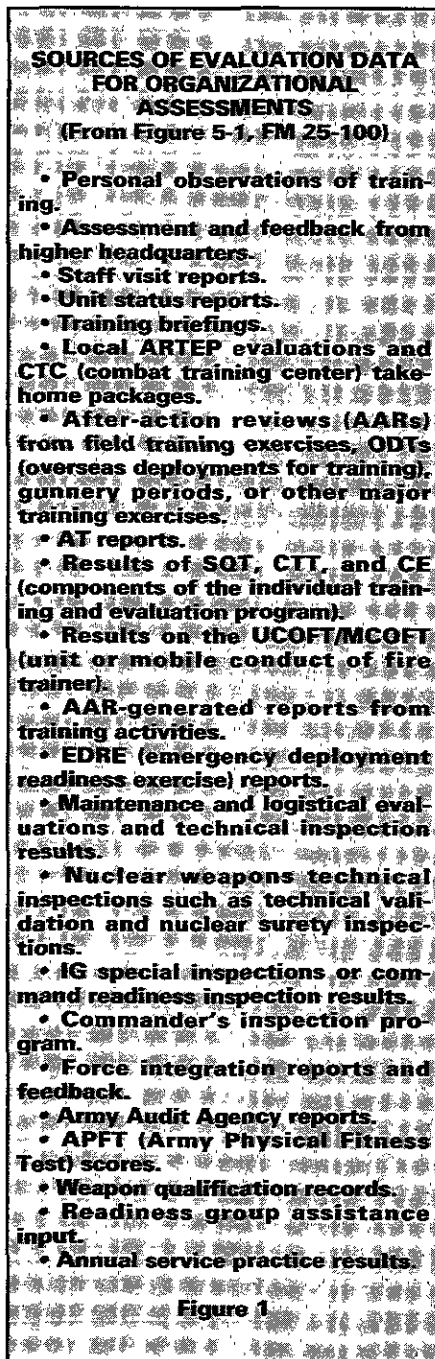 SOURCES OF EVALUATION DATA
FOR ORGANIZATIONAL
ASSESSMENTS
(From Figure 5-1, FM 25-100)
• Personal observations of train-
ing.
• Assessment and feedback from
higher headquarters.
• Staff visit reports.
• Unit status reports.
• Training briefings.
• Local ARTEP evaluations and
CTC (combat training center) take-
home packages.
• After-action reviews (AARs)
from field training exercises, ODTs
(overseas deployments for training),
gunnery periods, or other major
training exercises.
• AT reports.
• Results of SQT, CTT, and CE
(components of the individual train-
ing and evaluation program).
• Results on the UCOFT/MCOFT
(unit or mobile conduct of fire
trainer).
• AAR-generated reports from
training activities.
• EDRE (emergency deployment
readiness exercise) reports.
• Maintenance and logistical eval-
uations and technical inspection
results.
• Nuclear weapons technical
inspections such as technical vali-
dation and nuclear surety inspec-
tions.
• IG special inspections or com-
mand readiness inspection results.
• Commander's inspection pro-
gram.
• Force integration reports and
feedback.
• Army Audit Agency reports.
• APFT (Army Physical Fitness
Test) scores.
• Weapon qualification records.
• Readiness group assistance
input.
• Annual service practice results.
Figure 1